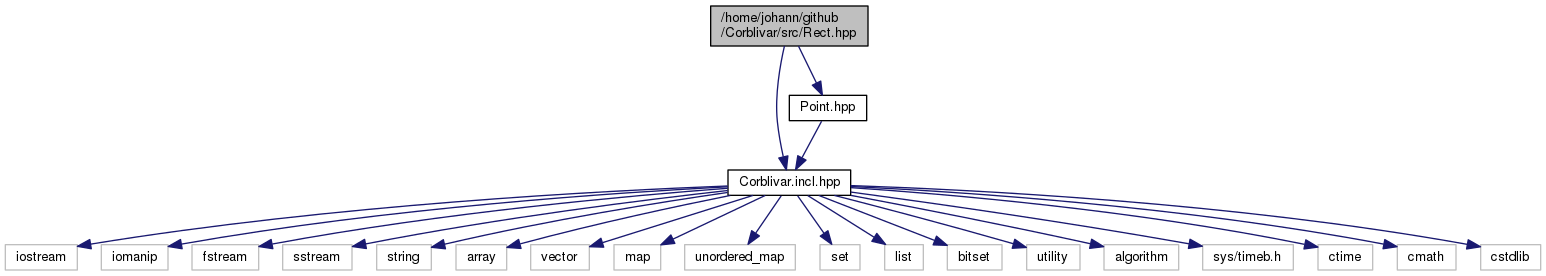 /home/johann/github
/Corblivar/src/Rect.hpp
Point.hpp
Corblivar.incl.hpp
iostream
iomanip
fstream
sstream
string
array
vector
map
unordered_map
set
list
bitset
utility
algorithm
sys/timeb.h
ctime
cmath
cstdlib